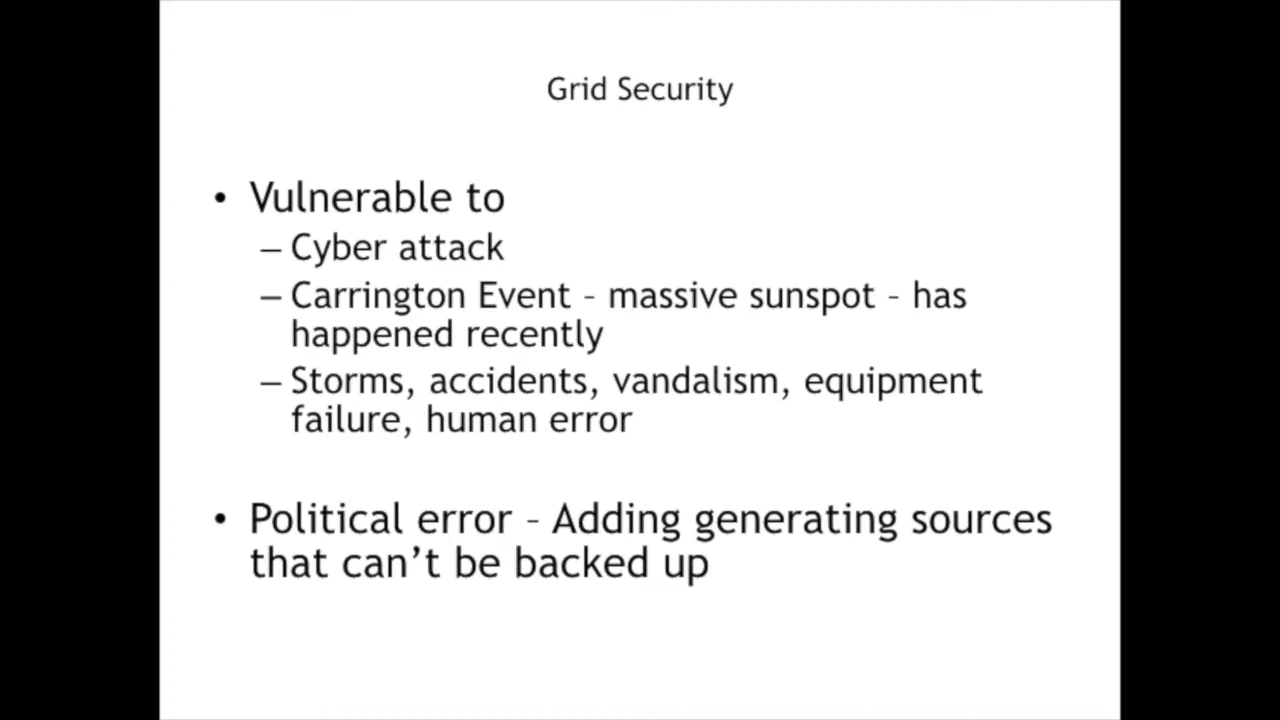 Grid Security
• Vulnerable to
– Cyber attack
– Carrington Event – massive sunspot – has
happened recently
– Storms, accidents, vandalism, equipment
failure, human error
• Political error – Adding generating sources
that can’t be backed up